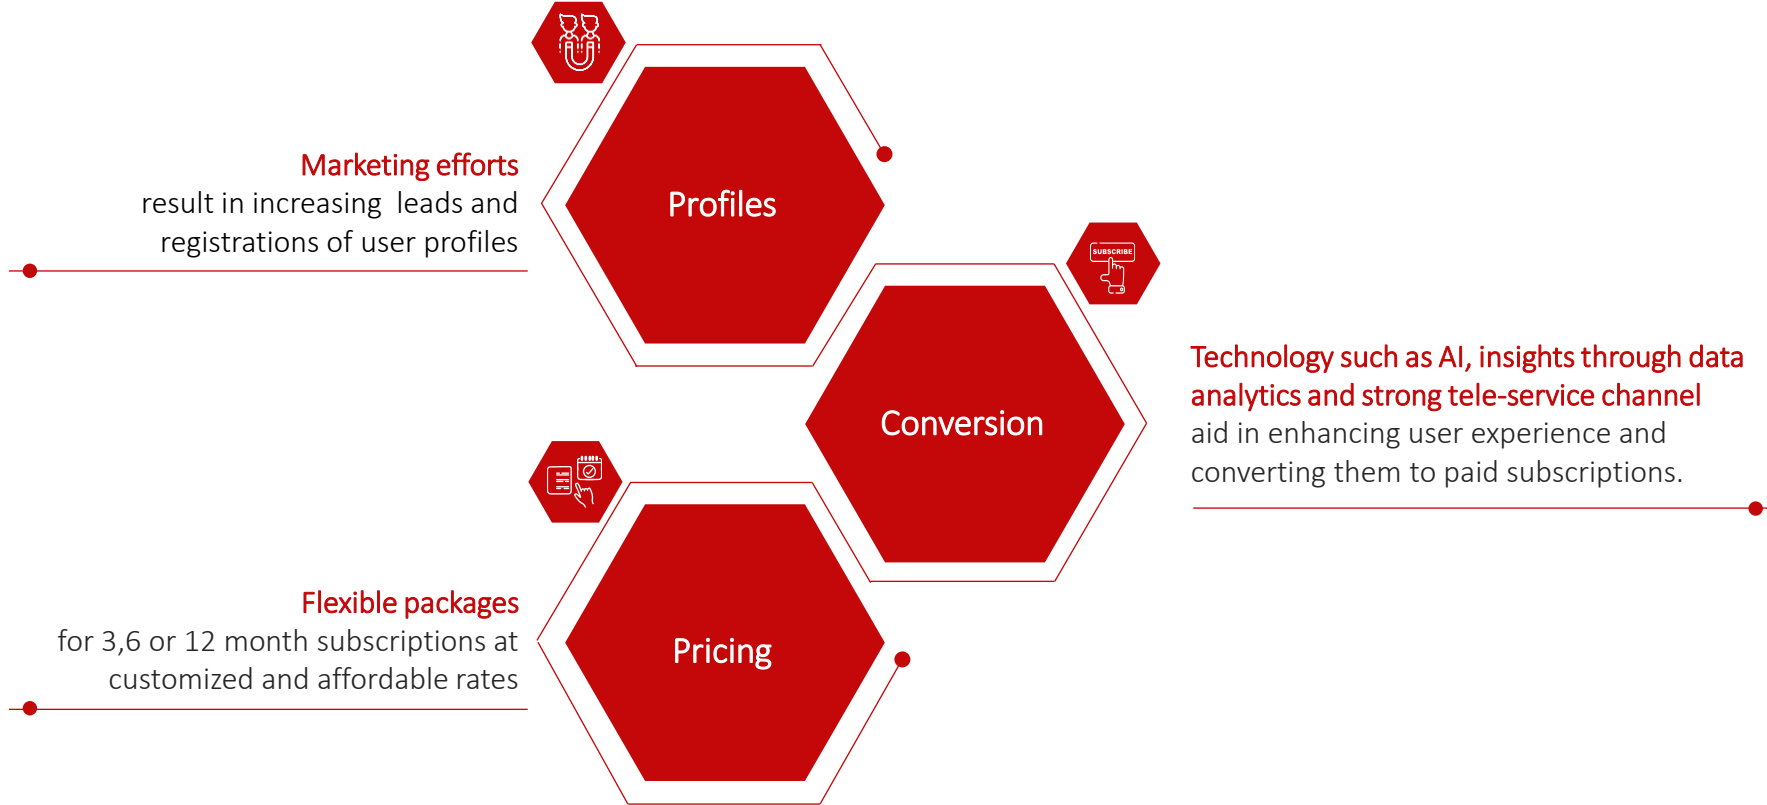 Marketing efforts
result in increasing leads and
registrations of user profiles
Profiles
SUBSCRIBE
Conversion
Technology such as AI, insights through data
analytics and strong tele-service channel
aid in enhancing user experience and
converting them to paid subscriptions.
Flexible packages
for 3,6 or 12 month subscriptions at
customized and affordable rates
Pricing